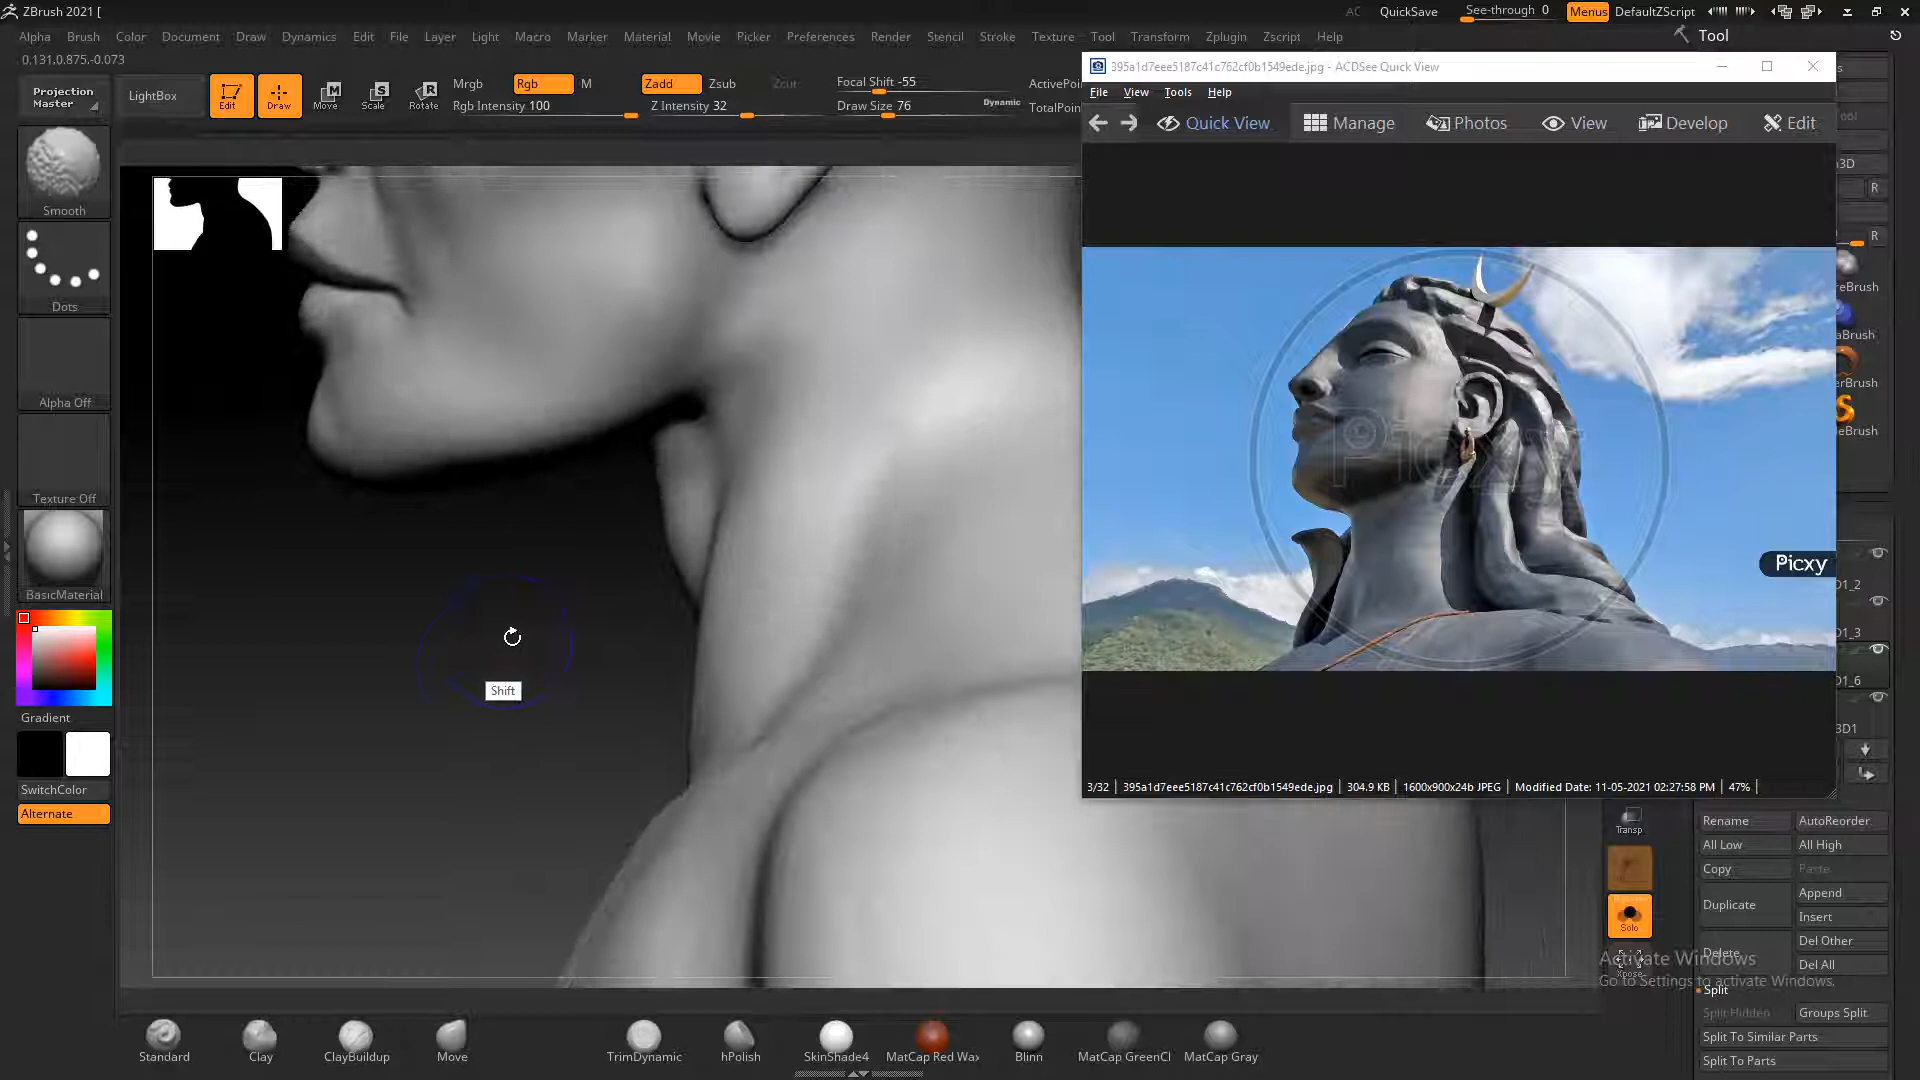 ZBrush 2021 [
AC QuickSave See-through 0 Menus DefaultZScript
Alpha Brush Color Document Draw Dynamics Edit File Layer Light Macro Marker Material Movie Picker Preferences Render Stencil Stroke Texture Tool Transform Zplugin Zscript Help
Tool
0.131,0.875,-0.073
Projection
Master
LightBox
Edit
Draw
Move
Scale
Rotate
Mrgb Rgb M
Rgb Intensity 100
Zadd Zsub Zcut
Z Intensity 32
Focal Shift -55
Draw Size 76
Dynamic
Smooth
Dots
Alpha Off
Texture Off
BasicMaterial
Gradient
SwitchColor
Alternate
Shift
395a1d7eee5187c41c762cf0b1549ede.jpg - ACDSee Quick View
File View Tools Help
Quick View Manage Photos View Develop Edit
Picxy
Picxy
3/32 395a1d7eee5187c41c762cf0b1549ede.jpg 304.9 KB 1600x900x24b JPEG Modified Date: 11-05-2021 02:27:58 PM 47%
R
R
Transp
Solo
Xpose
Rename AutoReorder
All Low All High
Copy Paste
Duplicate
Append
Insert
Delete
Del Other
Del All
Split
Split Hidden Groups Split
Split To Similar Parts
Split To Parts
Activate Windows
Go to Settings to activate Windows.
Standard Clay ClayBuildup Move TrimDynamic hPolish SkinShade4 MatCap Red Wax Blinn MatCap GreenCl MatCap Gray